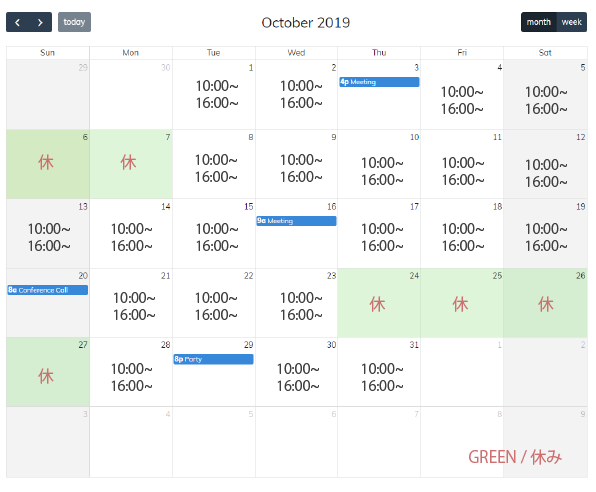 today
October 2019
month week
Sun Mon Tue Wed Thu Fri Sat
29 30 1 2 3 4 5
10:00~ 10:00~ 4p Meeting 10:00~ 10:00~
16:00~ 16:00~ 16:00~ 16:00~
6 7 8 9 10 11 12
休 休 10:00~ 10:00~ 10:00~ 10:00~ 10:00~
16:00~ 16:00~ 16:00~ 16:00~ 16:00~
13 14 15 16 17 18 19
10:00~ 10:00~ 10:00~ 9a Meeting 10:00~ 10:00~ 10:00~
16:00~ 16:00~ 16:00~ 16:00~ 16:00~ 16:00~
20 21 22 23 24 25 26
8a Conference Call 10:00~ 10:00~ 10:00~ 休 休 休
16:00~ 16:00~ 16:00~
27 28 29 30 31 1 2
休 10:00~ 8p Party 10:00~ 10:00~
16:00~ 16:00~ 16:00~
3 4 5 6 7 8 9
GREEN / 休み